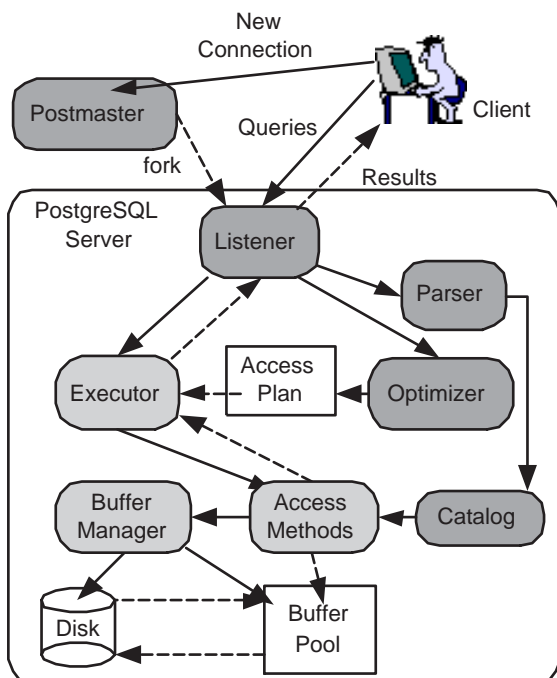 New
Connection
Postmaster
Client
Queries
fork
Results
PostgreSQL
Server
Listener
Parser
Access
Plan
Executor
Optimizer
Buffer
Manager
Access
Methods
Catalog
Disk
Buffer
Pool